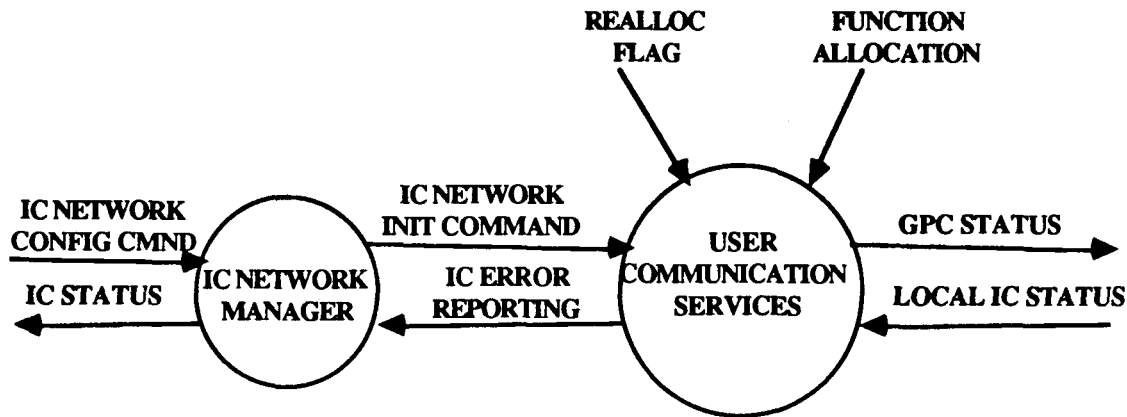 REALLOC
FLAG
FUNCTION
ALLOCATION
IC NETWORK
CONFIG CMND
IC STATUS
IC NETWORK
MANAGER
IC NETWORK
INIT COMMAND
IC ERROR
REPORTING
USER
COMMUNICATION
SERVICES
GPC STATUS
LOCAL IC STATUS